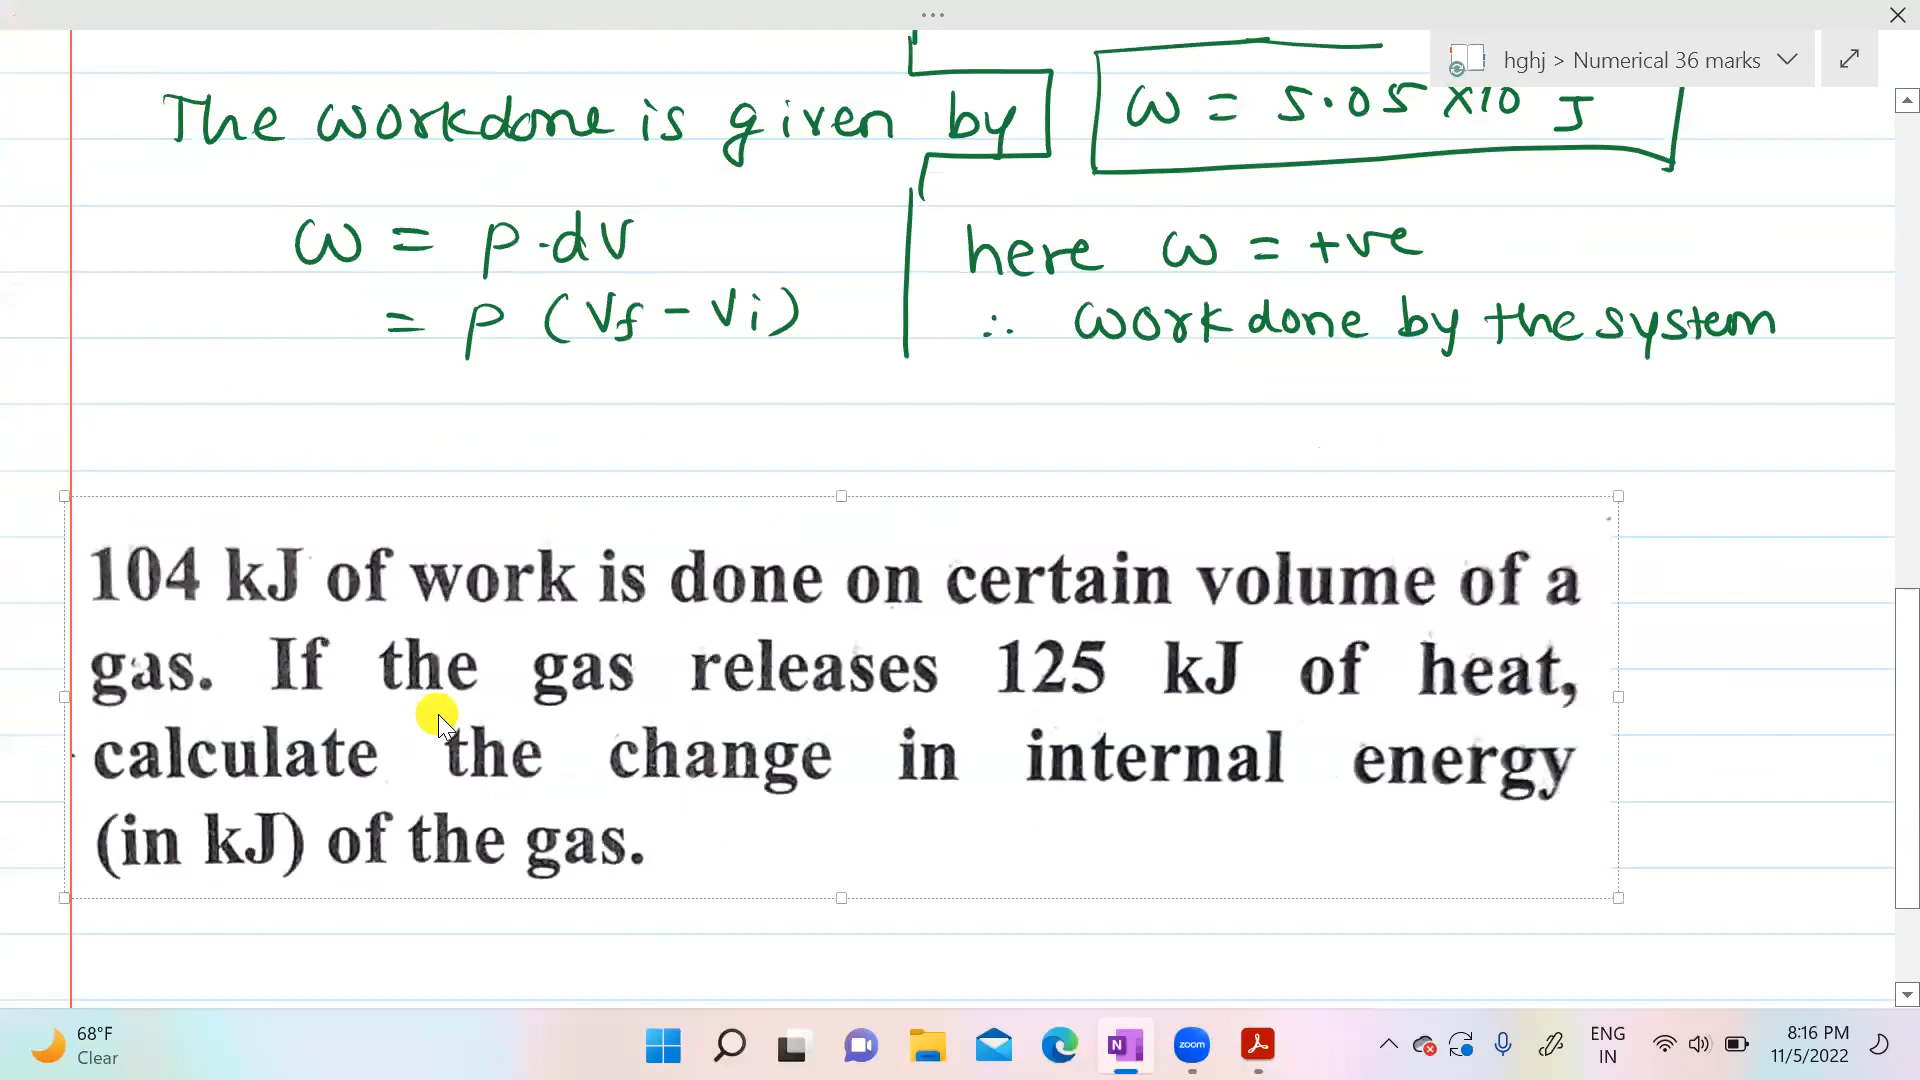 hghj > Numerical 36 marks
The workdone is given by
ω = 5.05 ×10 J
ω = p.dV
= p (Vf - Vi)
here ω = +ve
∴ workdone by the system
104 kJ of work is done on certain volume of a
gas. If the gas releases 125 kJ of heat,
calculate the change in internal energy
(in kJ) of the gas.
68°F
Clear
zoom
ENG
IN
8:16 PM
11/5/2022